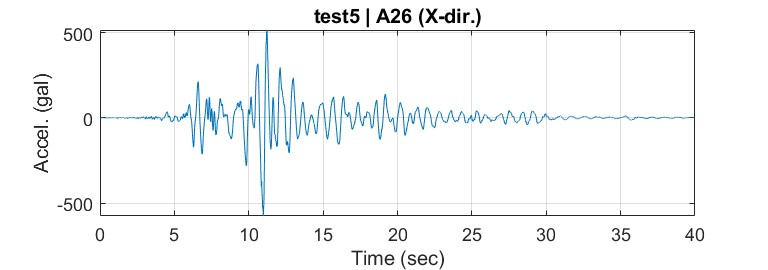 test5 | A26 (X-dir.)
500
0
-500
Accel. (gal)
0 5 10 15 20 25 30 35 40
Time (sec)